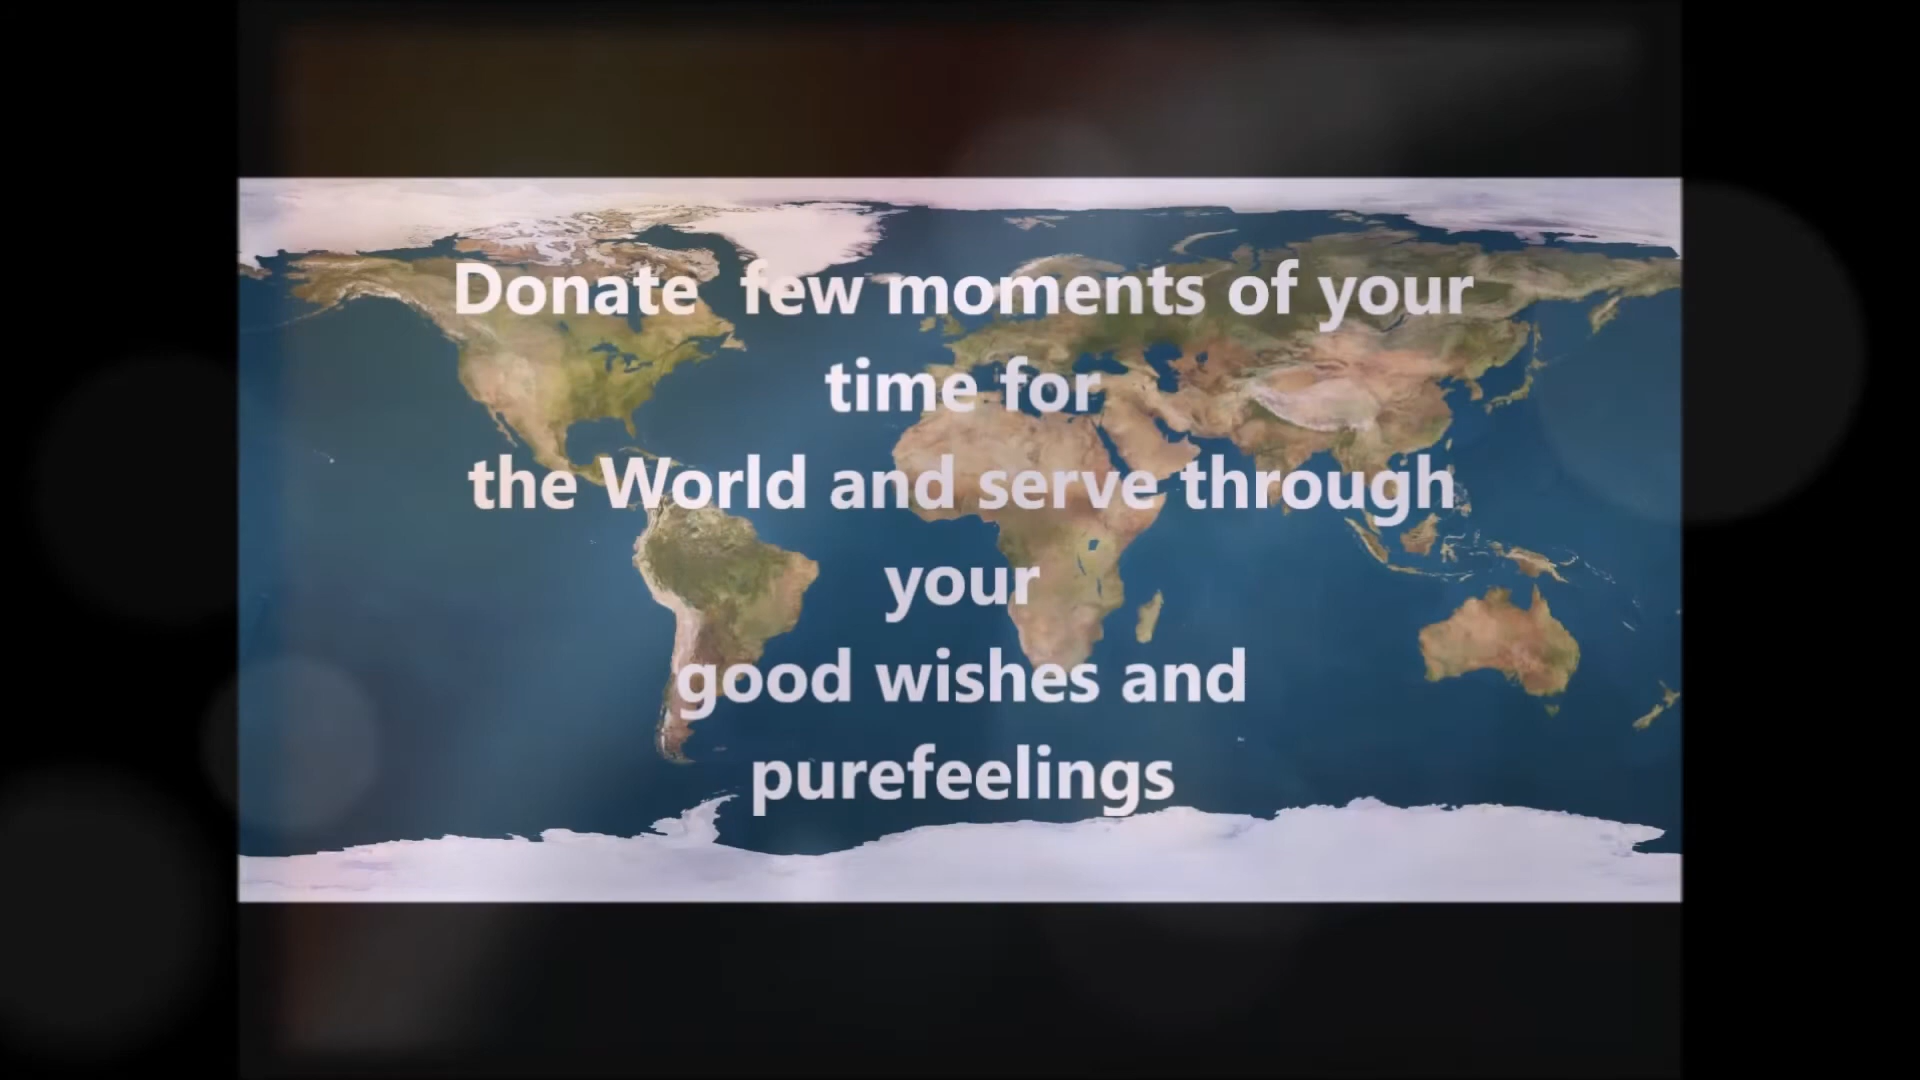 Donate  few moments of your
time for
the World and serve through
your
good wishes and
purefeelings